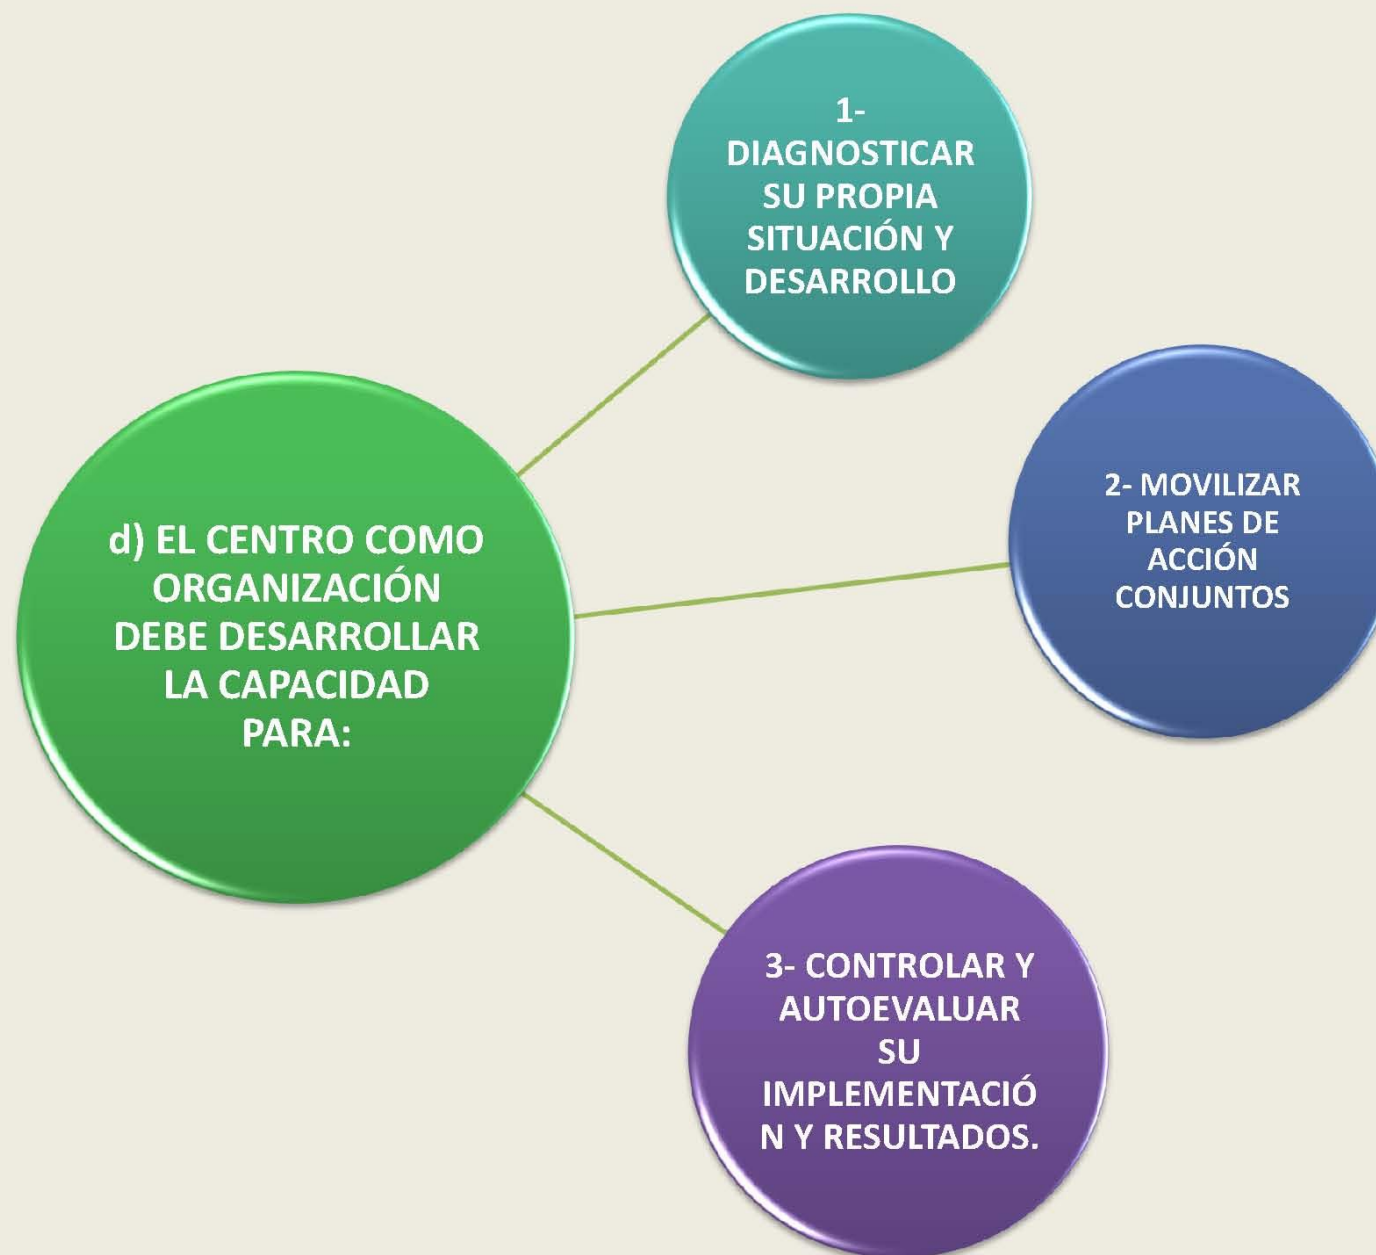 d) EL CENTRO COMO
ORGANIZACIÓN
DEBE DESARROLLAR
LA CAPACIDAD
PARA:
1-
DIAGNOSTICAR
SU PROPIA
SITUACIÓN Y
DESARROLLO
2- MOVILIZAR
PLANES DE
ACCIÓN
CONJUNTOS
3- CONTROLAR Y
AUTOEVALUAR
SU
IMPLEMENTACIÓ
N Y RESULTADOS.